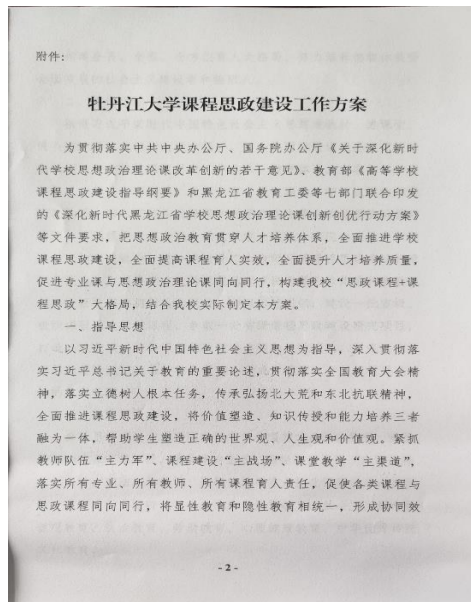 附件：
牡丹江大学课程思政建设工作方案
为贯彻落实中共中央办公厅、国务院办公厅《关于深化新时
代学校思想政治理论课改革创新的若干意见》、教育部《高等学校
课程思政建设指导纲要》和黑龙江省教育工委等七部门联合印发
的《深化新时代黑龙江省学校思想政治理论课创新创优行动方案》
等文件要求，把思想政治教育贯穿人才培养体系，全面推进学校
课程思政建设，全面提高课程育人实效，全面提升人才培养质量，
促进专业课与思想政治理论课同向同行，构建我校“思政课程+课
程思政”大格局，结合我校实际制定本方案。
一、指导思想
以习近平新时代中国特色社会主义思想为指导，深入贯彻落
实习近平总书记关于教育的重要论述，贯彻落实全国教育大会精
神，落实立德树人根本任务，传承弘扬北大荒和东北抗联精神，
全面推进课程思政建设，将价值塑造、知识传授和能力培养三者
融为一体，帮助学生塑造正确的世界观、人生观和价值观。紧抓
教师队伍“主力军”、课程建设“主战场”、课堂教学“主渠道”，
落实所有专业、所有教师、所有课程育人责任，促使各类课程与
思政课程同向同行，将显性教育和隐性教育相统一，形成协同效
- 2 -